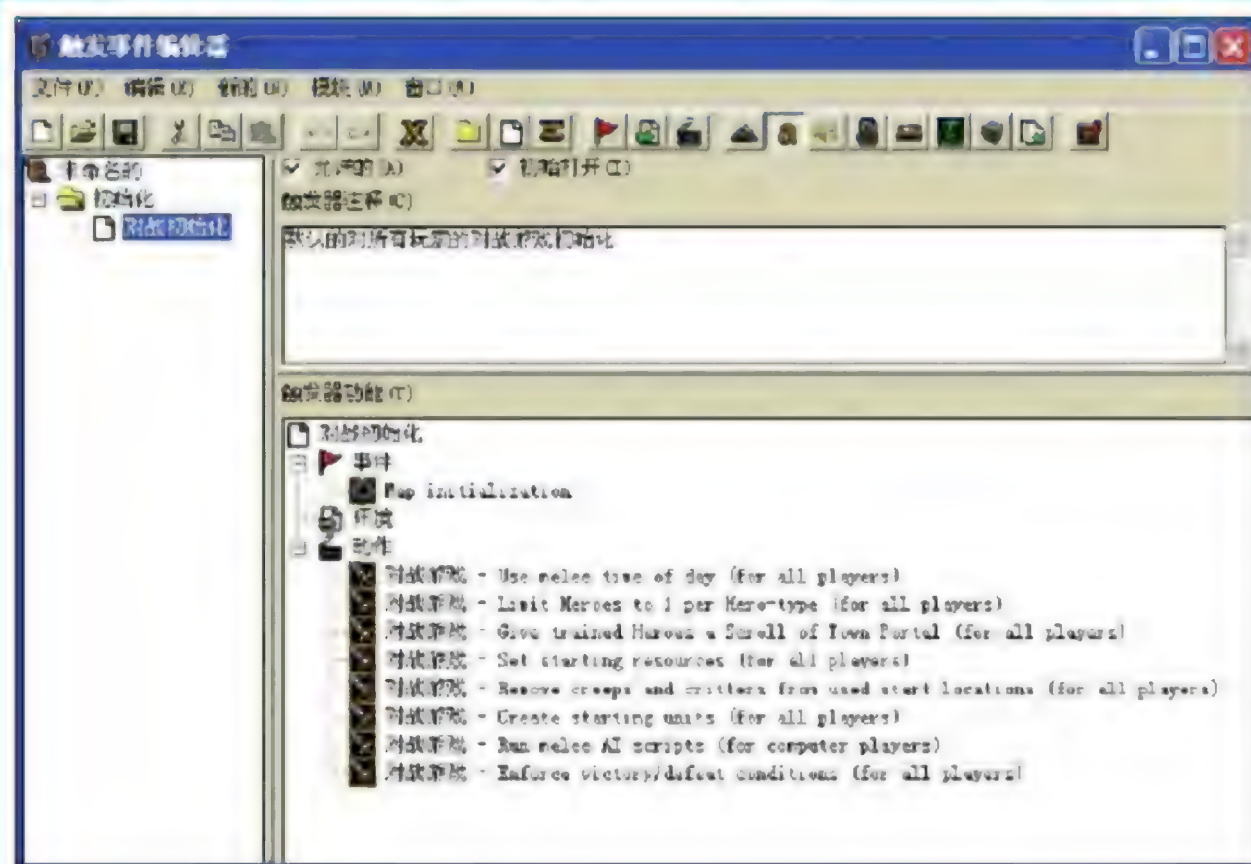 触发事件编辑器
文件(F) 编辑(E) 新的(N) 模块(M) 窗口(W)
未命名的
初始化
对战初始化
允许的(A) 初始打开(I)
触发器注释(C)
默认的对所有玩家的对战游戏初始化
触发器功能(T)
对战初始化
事件
Map initialization
环境
动作
对战游戏 - Use melee time of day (for all players)
对战游戏 - Limit Heroes to 1 per Hero-type (for all players)
对战游戏 - Give trained Heroes a Scroll of Town Portal (for all players)
对战游戏 - Set starting resources (for all players)
对战游戏 - Remove creeps and critters from used start locations (for all players)
对战游戏 - Create starting units (for all players)
对战游戏 - Run melee AI scripts (for computer players)
对战游戏 - Enforce victory/defeat conditions (for all players)